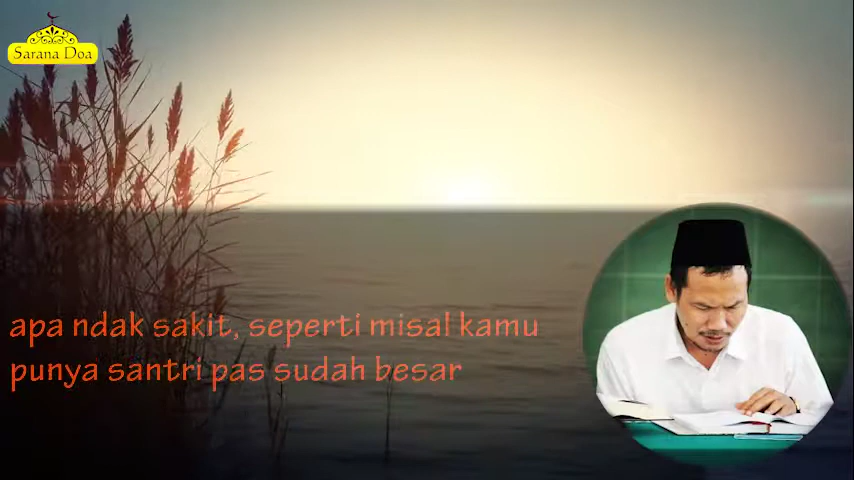 Sarana Doa
apa ndak sakit, seperti misal kamu
punya santri pas sudah besar